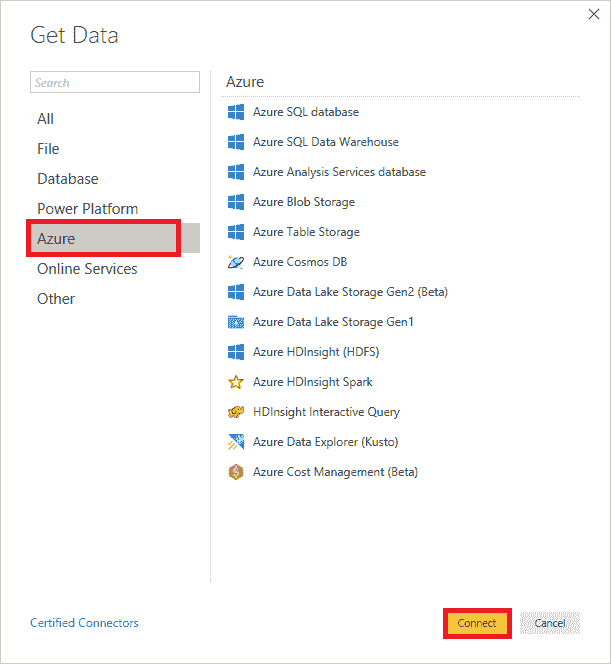 Get Data
Search
All
File
Database
Power Platform
Azure
Online Services
Other
Azure
Azure SQL database
Azure SQL Data Warehouse
Azure Analysis Services database
Azure Blob Storage
Azure Table Storage
Azure Cosmos DB
Azure Data Lake Storage Gen2 (Beta)
Azure Data Lake Storage Gen1
Azure HDInsight (HDFS)
Azure HDInsight Spark
HDInsight Interactive Query
Azure Data Explorer (Kusto)
Azure Cost Management (Beta)
Certified Connectors
Connect
Cancel